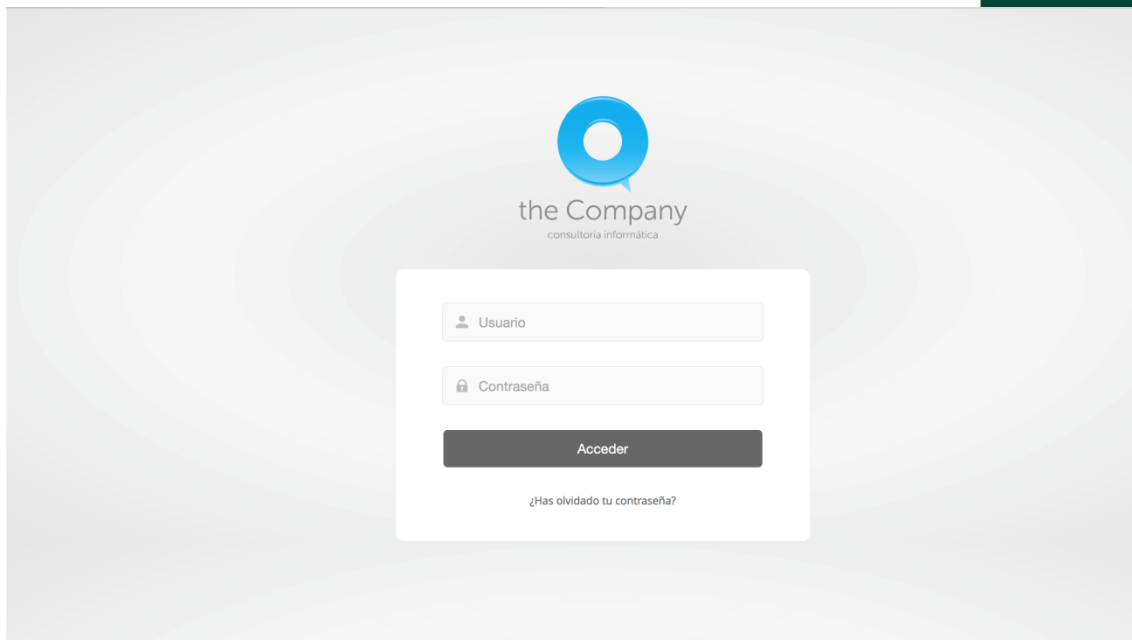 the Company
consultoria informática
Usuario
Contraseña
Acceder
¿Has olvidado tu contraseña?